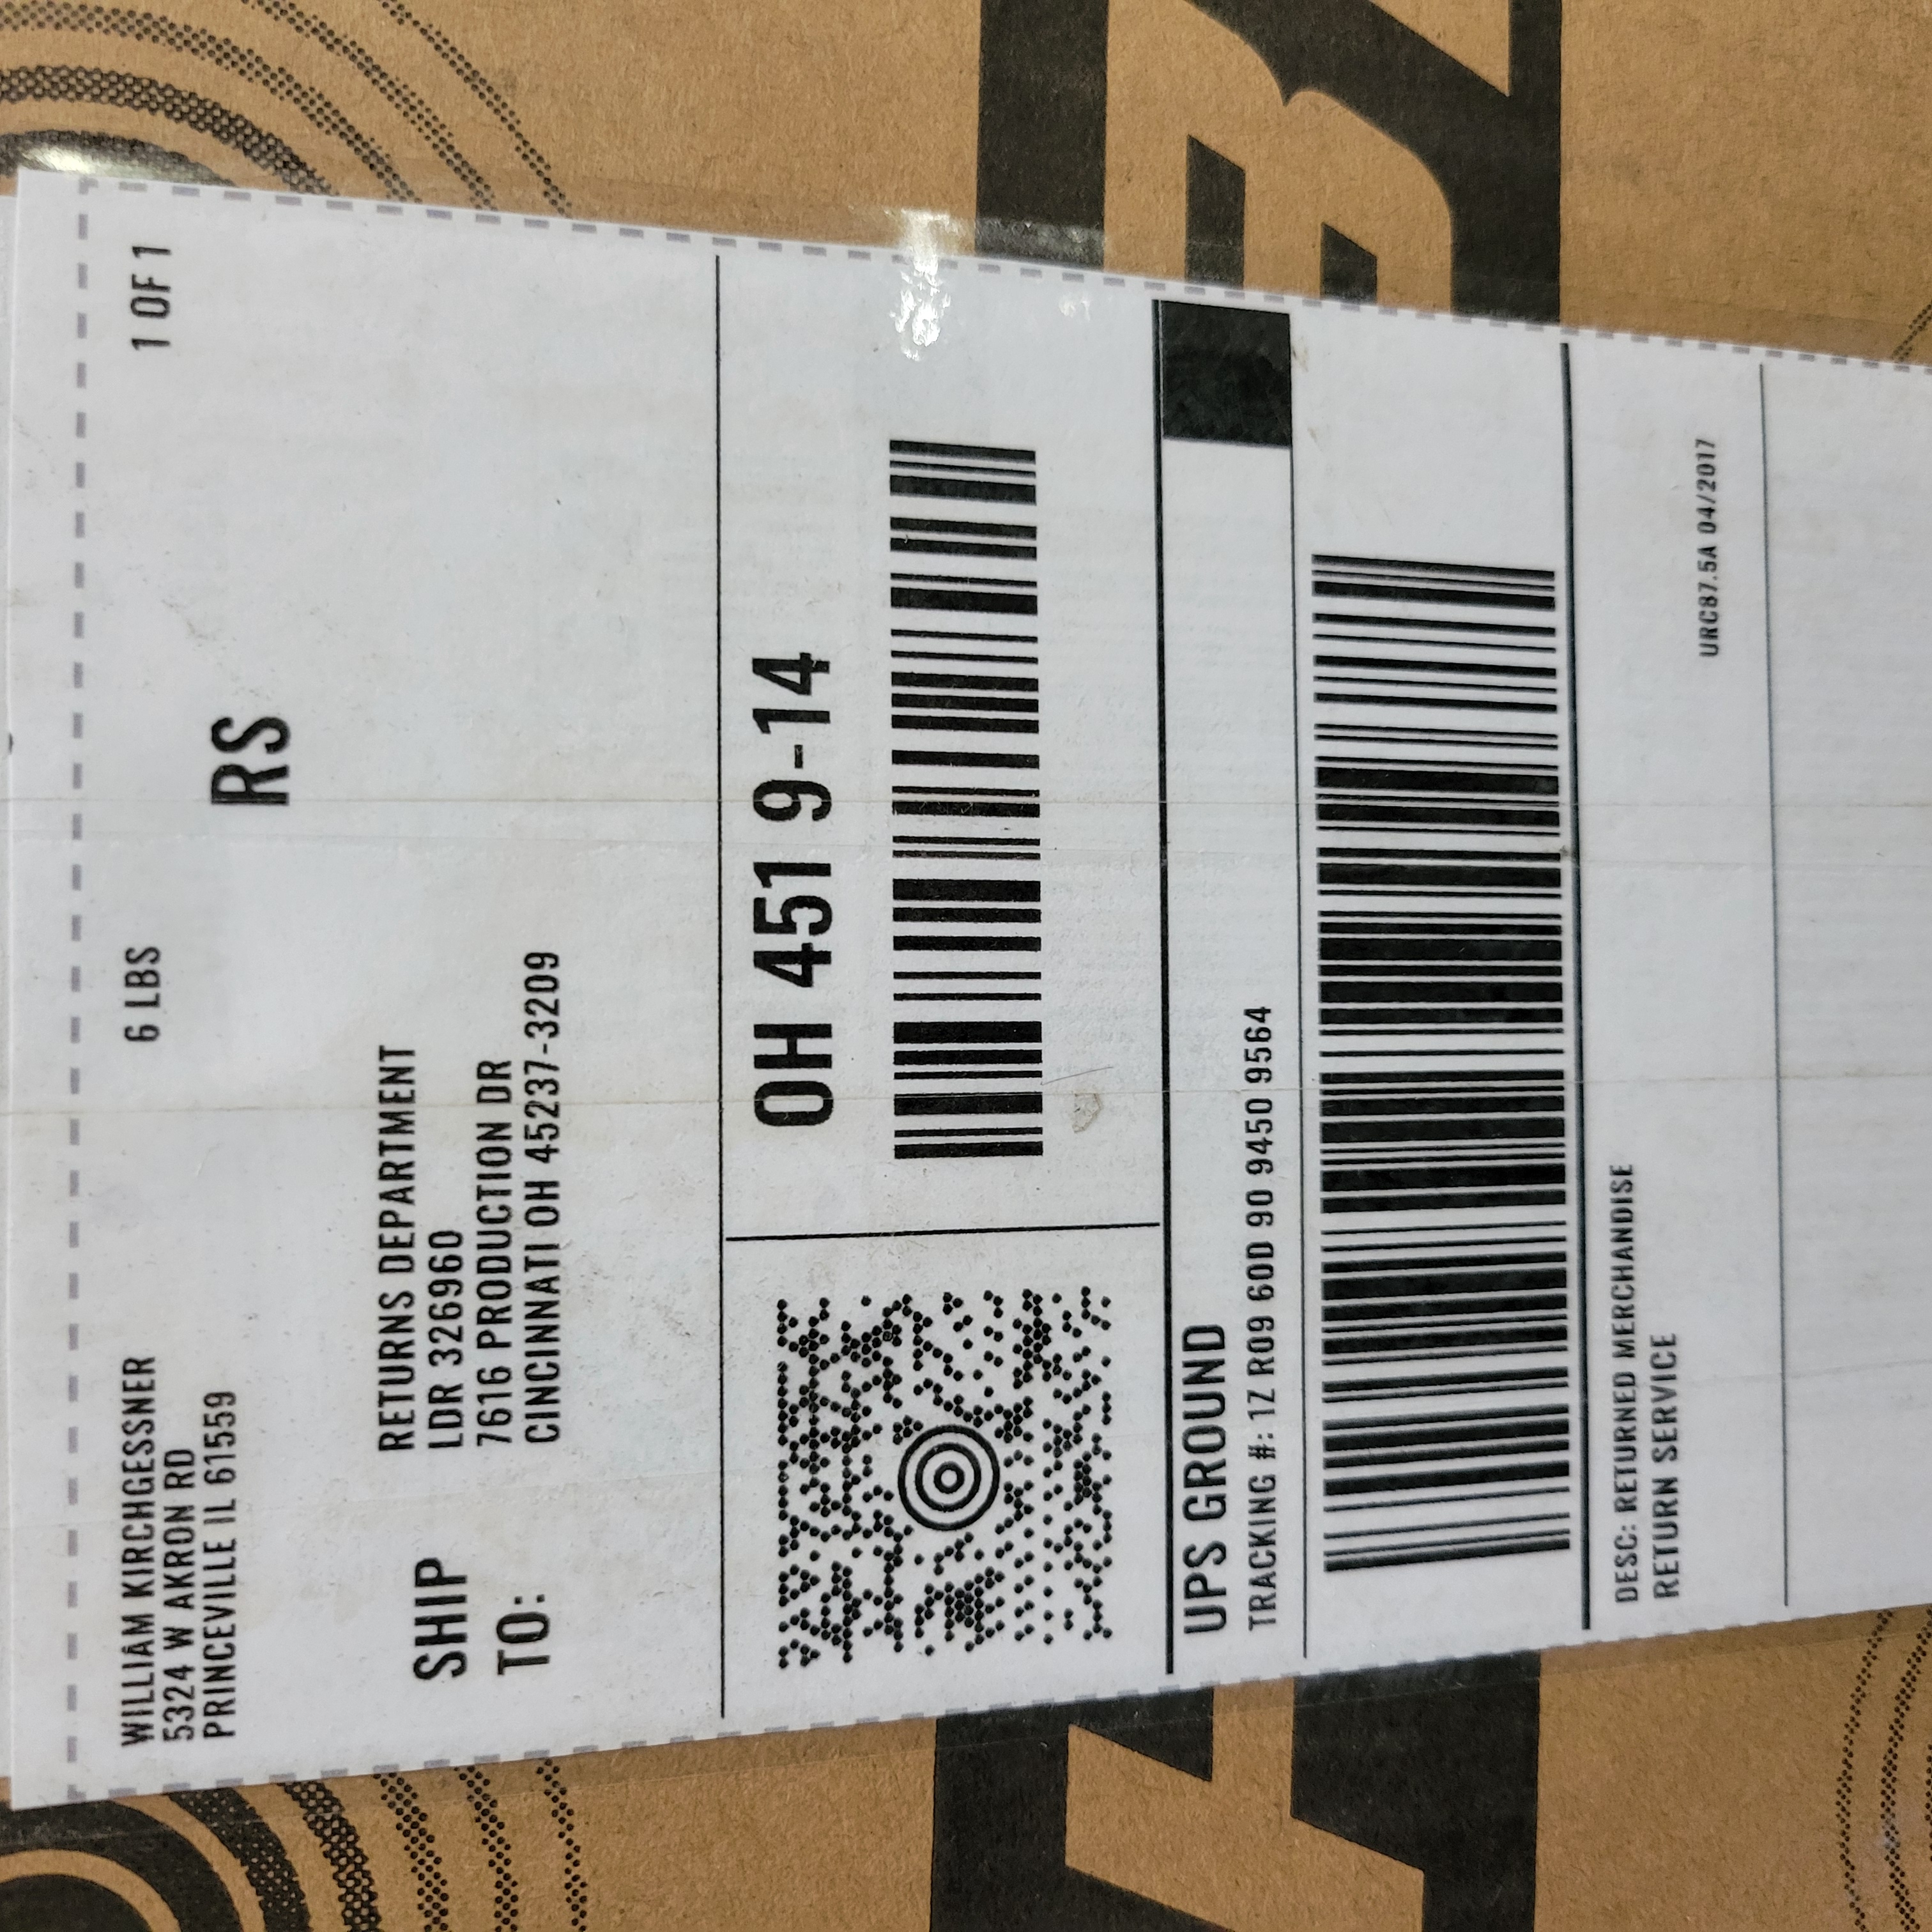 WILLIAM KIRCHGESSNER
5324 W AKRON RD
PRINCEVILLE IL 61559
6 LBS
1 OF 1
RS
SHIP
TO:
RETURNS DEPARTMENT
LDR 326960
7616 PRODUCTION DR
CINCINNATI OH 45237-3209
OH 451 9-14
UPS GROUND
TRACKING #: 1Z R09 60D 90 9450 9564
DESC: RETURNED MERCHANDISE
RETURN SERVICE
URC87.5A 04/2017